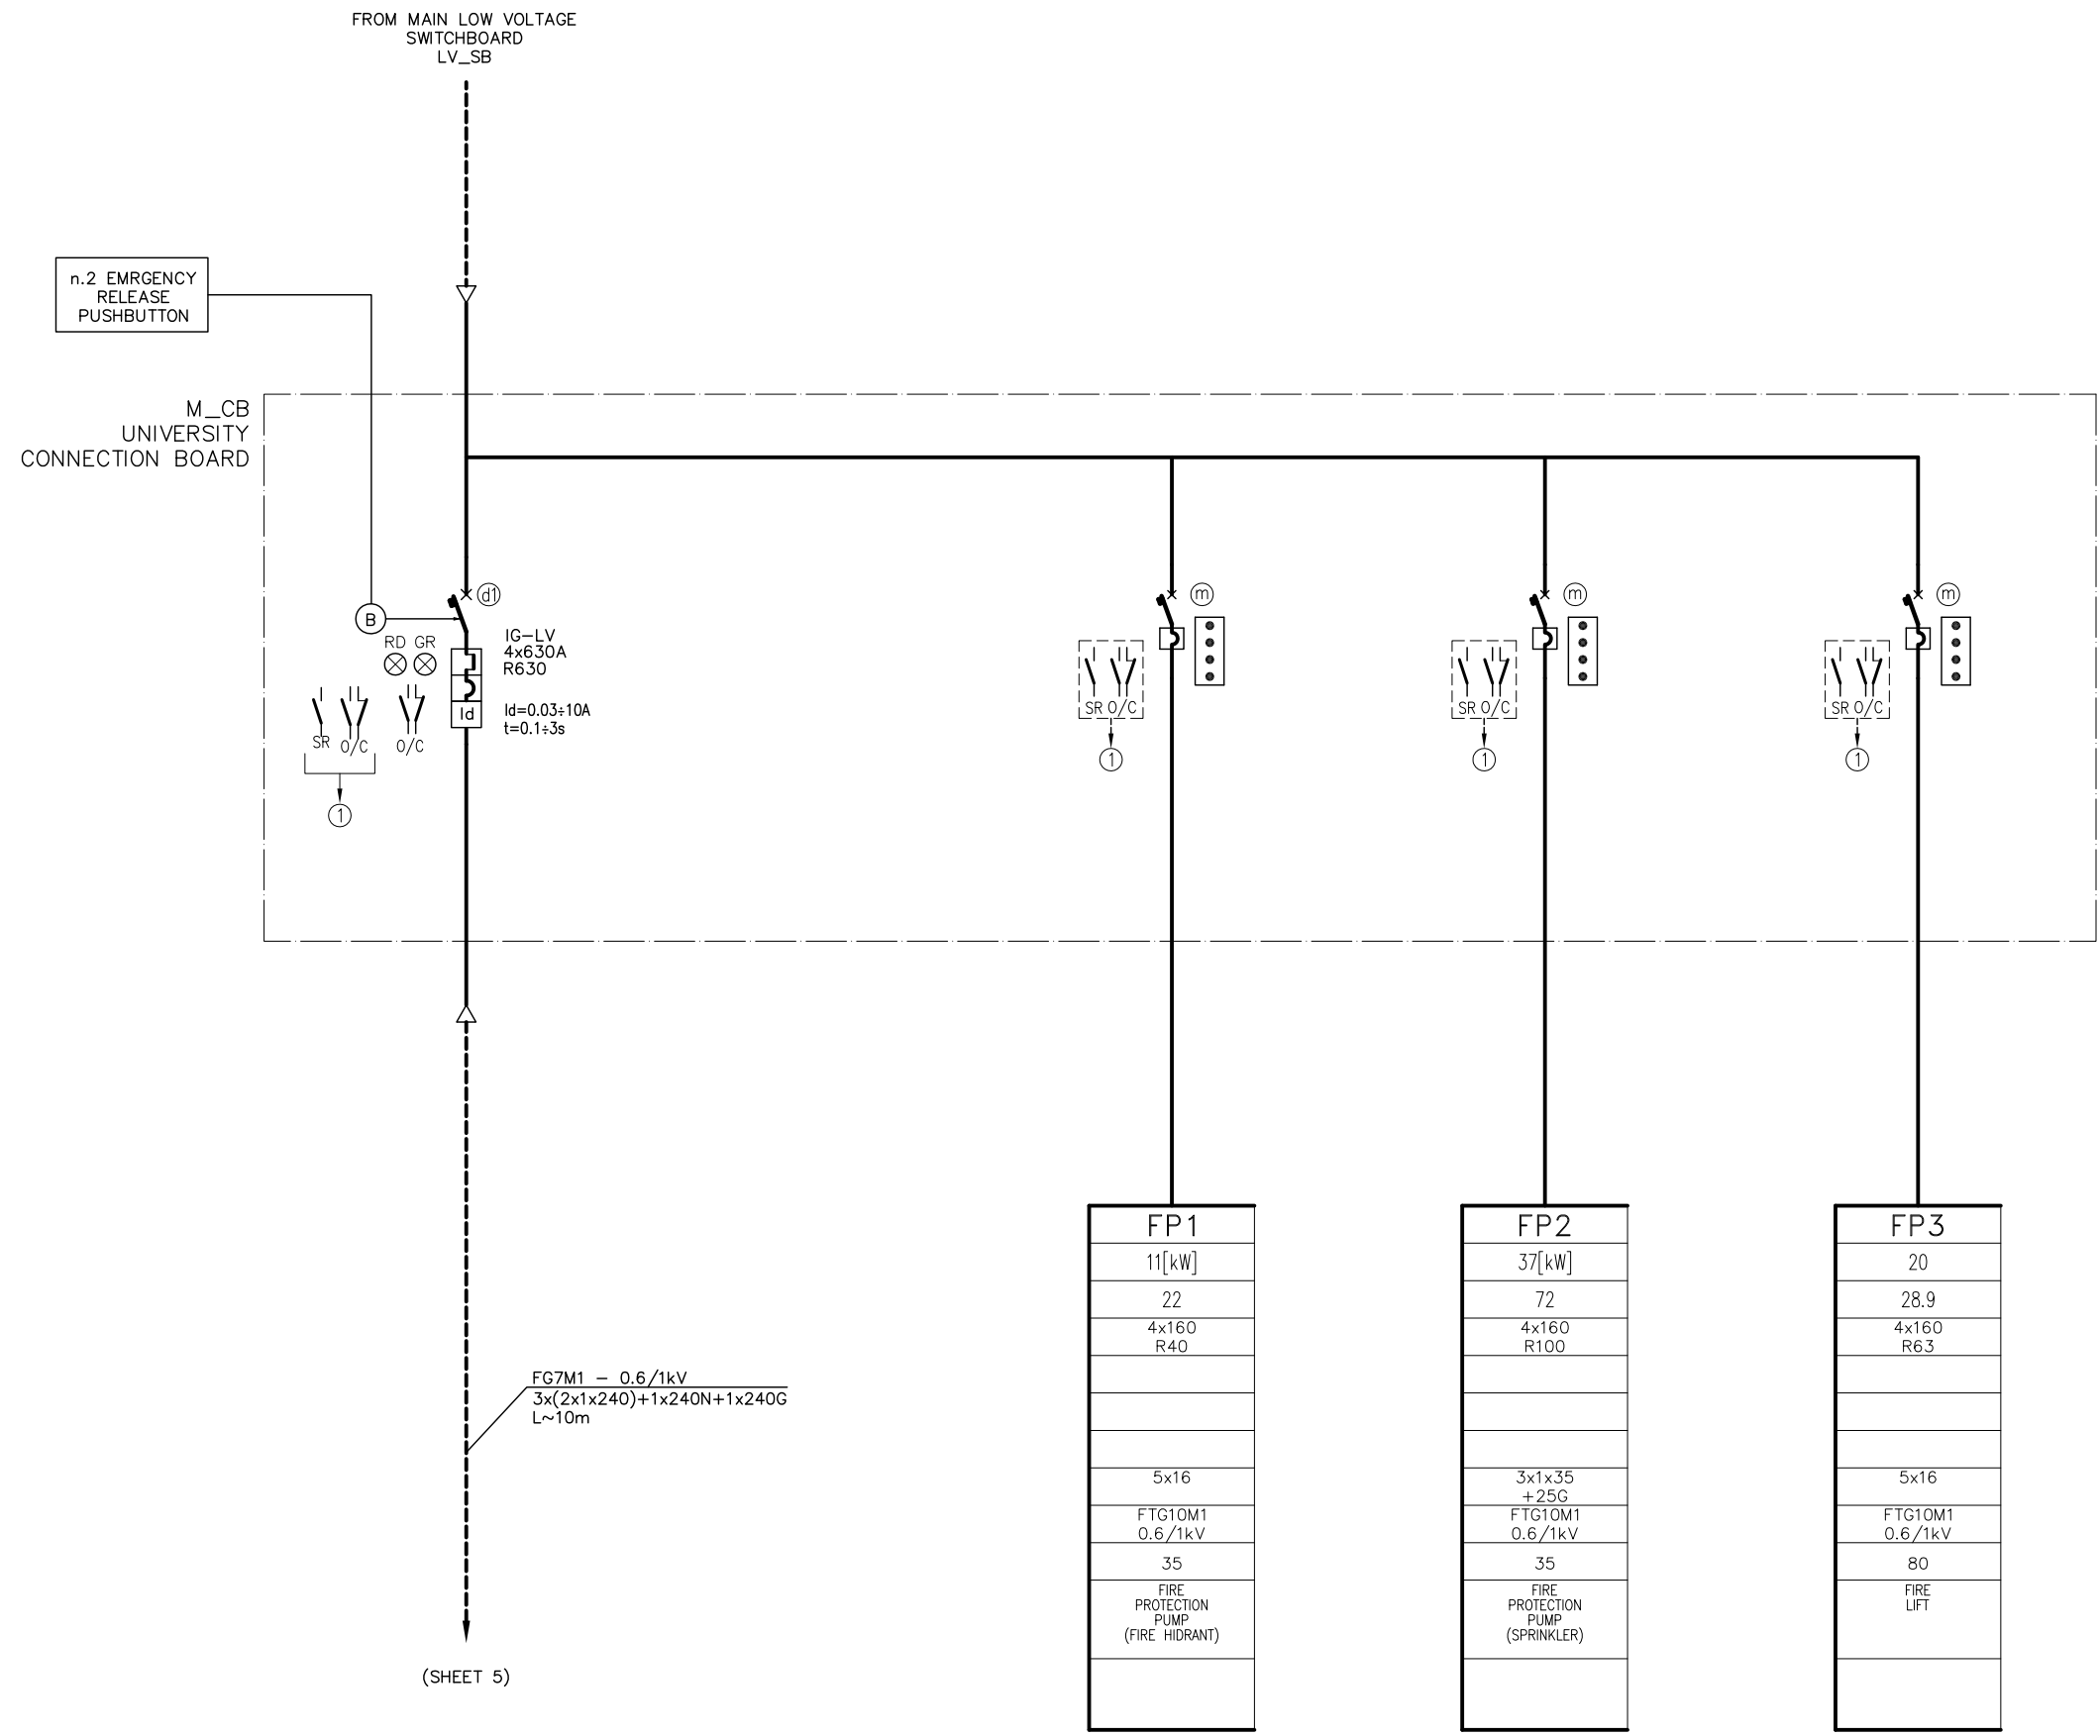 FROM MAIN LOW VOLTAGE
SWITCHBOARD
LV_SB
n.2 EMRGENCY
RELEASE
PUSHBUTTON
M_CB
UNIVERSITY
CONNECTION BOARD
d1
B
RD GR
IG-LV
4x630A
R630
Id
Id=0.03÷10A
t=0.1÷3s
SR O/C
O/C
1
m
SR O/C
1
m
SR O/C
1
m
SR O/C
1
FG7M1 - 0.6/1kV
3x(2x1x240)+1x240N+1x240G
L~10m
(SHEET 5)
FP1
11[kW]
22
4x160
R40
5x16
FTG10M1
0.6/1kV
35
FIRE
PROTECTION
PUMP
(FIRE HIDRANT)
FP2
37[kW]
72
4x160
R100
3x1x35
+25G
FTG10M1
0.6/1kV
35
FIRE
PROTECTION
PUMP
(SPRINKLER)
FP3
20
28.9
4x160
R63
5x16
FTG10M1
0.6/1kV
80
FIRE
LIFT